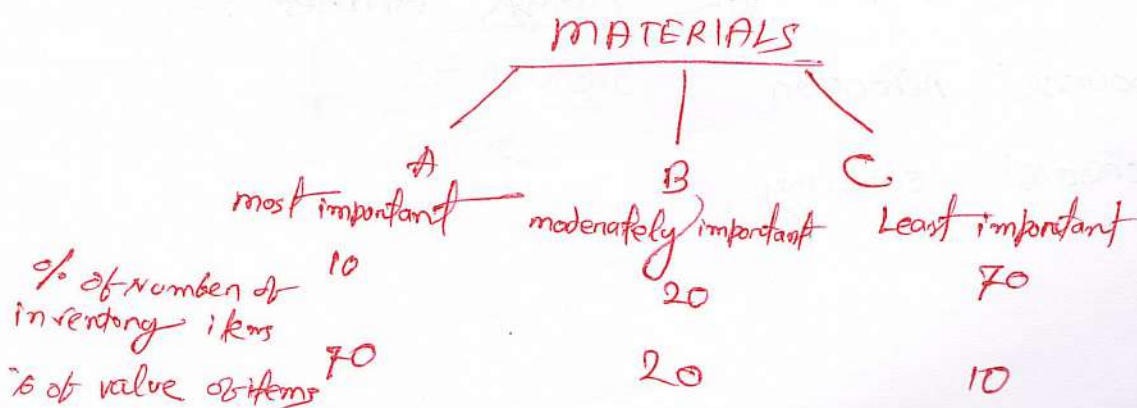 MATERIALS
A B C
most important moderately important Least important
% of Number of 10 20 70
inventory items
% of value of items 70 20 10